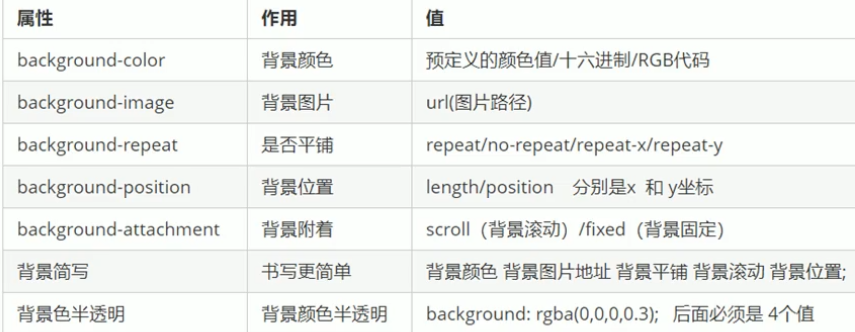 属性 作用 值
background-color 背景颜色 预定义的颜色值/十六进制/RGB代码
background-image 背景图片 url(图片路径)
background-repeat 是否平铺 repeat/no-repeat/repeat-x/repeat-y
background-position 背景位置 length/position 分别是x 和 y坐标
background-attachment 背景附着 scroll（背景滚动）/fixed（背景固定）
背景简写 书写更简单 背景颜色 背景图片地址 背景平铺 背景滚动 背景位置;
背景色半透明 背景颜色半透明 background: rgba(0,0,0,0.3); 后面必须是 4个值